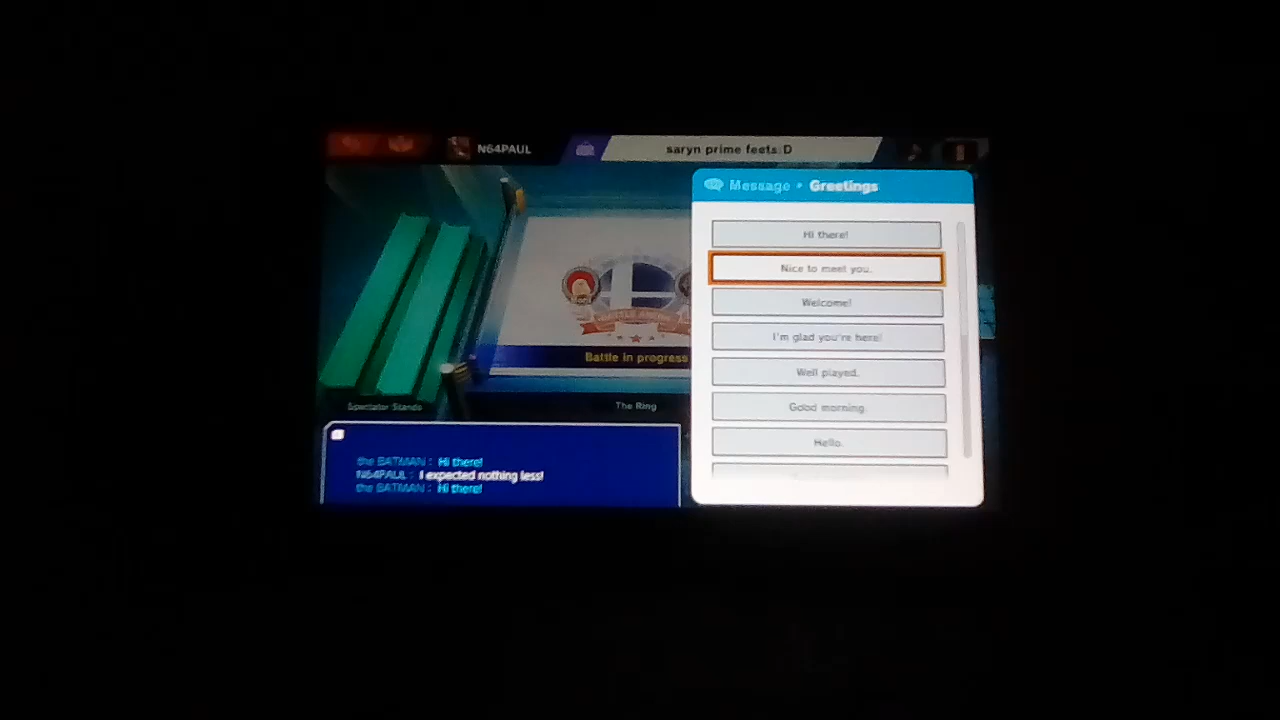 N64PAUL
saryn prime feets:D
Message • Greetings
Hi there!
Nice to meet you.
Welcome!
I'm glad you're here!
Well played.
Good morning.
Hello.
BATTLE ARENA
Battle in progress
Spectator Stands
The Ring
the BATMAN : Hi there!
N64PAUL : I expected nothing less!
the BATMAN : Hi there!